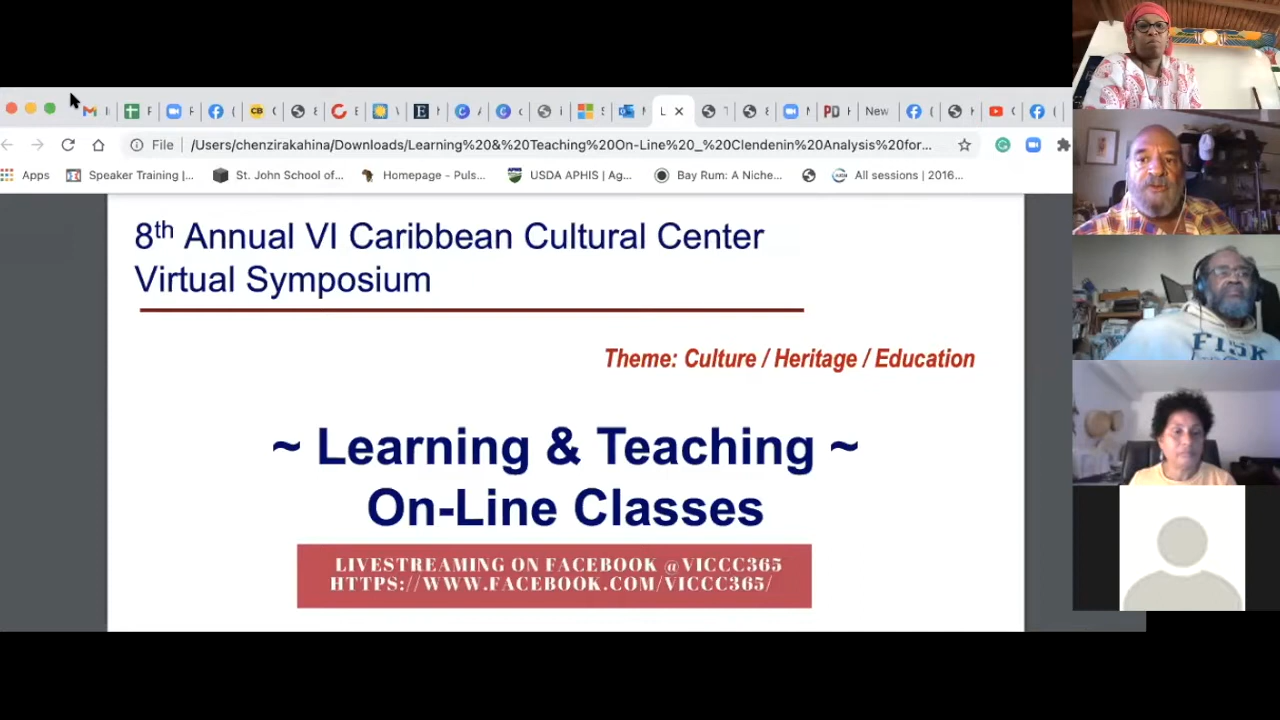 L
New
File
/Users/chenzirakahina/Downloads/Learning%20&%20Teaching%20On-Line%20_%20Clendenin%20Analysis%20for...
Apps
Speaker Training |...
St. John School of...
Homepage - Puls...
USDA APHIS | Ag...
Bay Rum: A Niche...
All sessions | 2016...
8th Annual VI Caribbean Cultural Center
Virtual Symposium
Theme: Culture / Heritage / Education
~ Learning & Teaching ~
On-Line Classes
LIVESTREAMING ON FACEBOOK @VICCC365
HTTPS://WWW.FACEBOOK.COM/VICCC365/
FISK